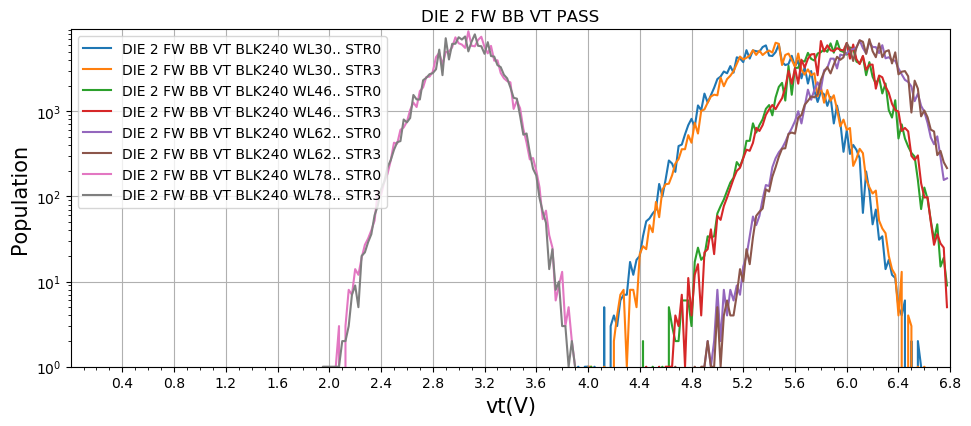 DIE 2 FW BB VT PASS
DIE 2 FW BB VT BLK240 WL30.. STR0
DIE 2 FW BB VT BLK240 WL30.. STR3
DIE 2 FW BB VT BLK240 WL46.. STR0
DIE 2 FW BB VT BLK240 WL46.. STR3
DIE 2 FW BB VT BLK240 WL62.. STR0
DIE 2 FW BB VT BLK240 WL62.. STR3
DIE 2 FW BB VT BLK240 WL78.. STR0
DIE 2 FW BB VT BLK240 WL78.. STR3
Population
10³
10²
10¹
10⁰
0.4 0.8 1.2 1.6 2.0 2.4 2.8 3.2 3.6 4.0 4.4 4.8 5.2 5.6 6.0 6.4 6.8
vt(V)